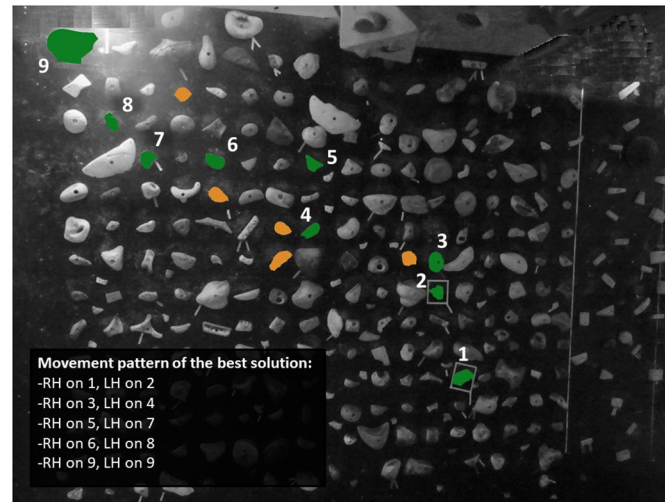 9
8
7
6
5
4
3
2
1
Movement pattern of the best solution:
-RH on 1, LH on 2
-RH on 3, LH on 4
-RH on 5, LH on 7
-RH on 6, LH on 8
-RH on 9, LH on 9